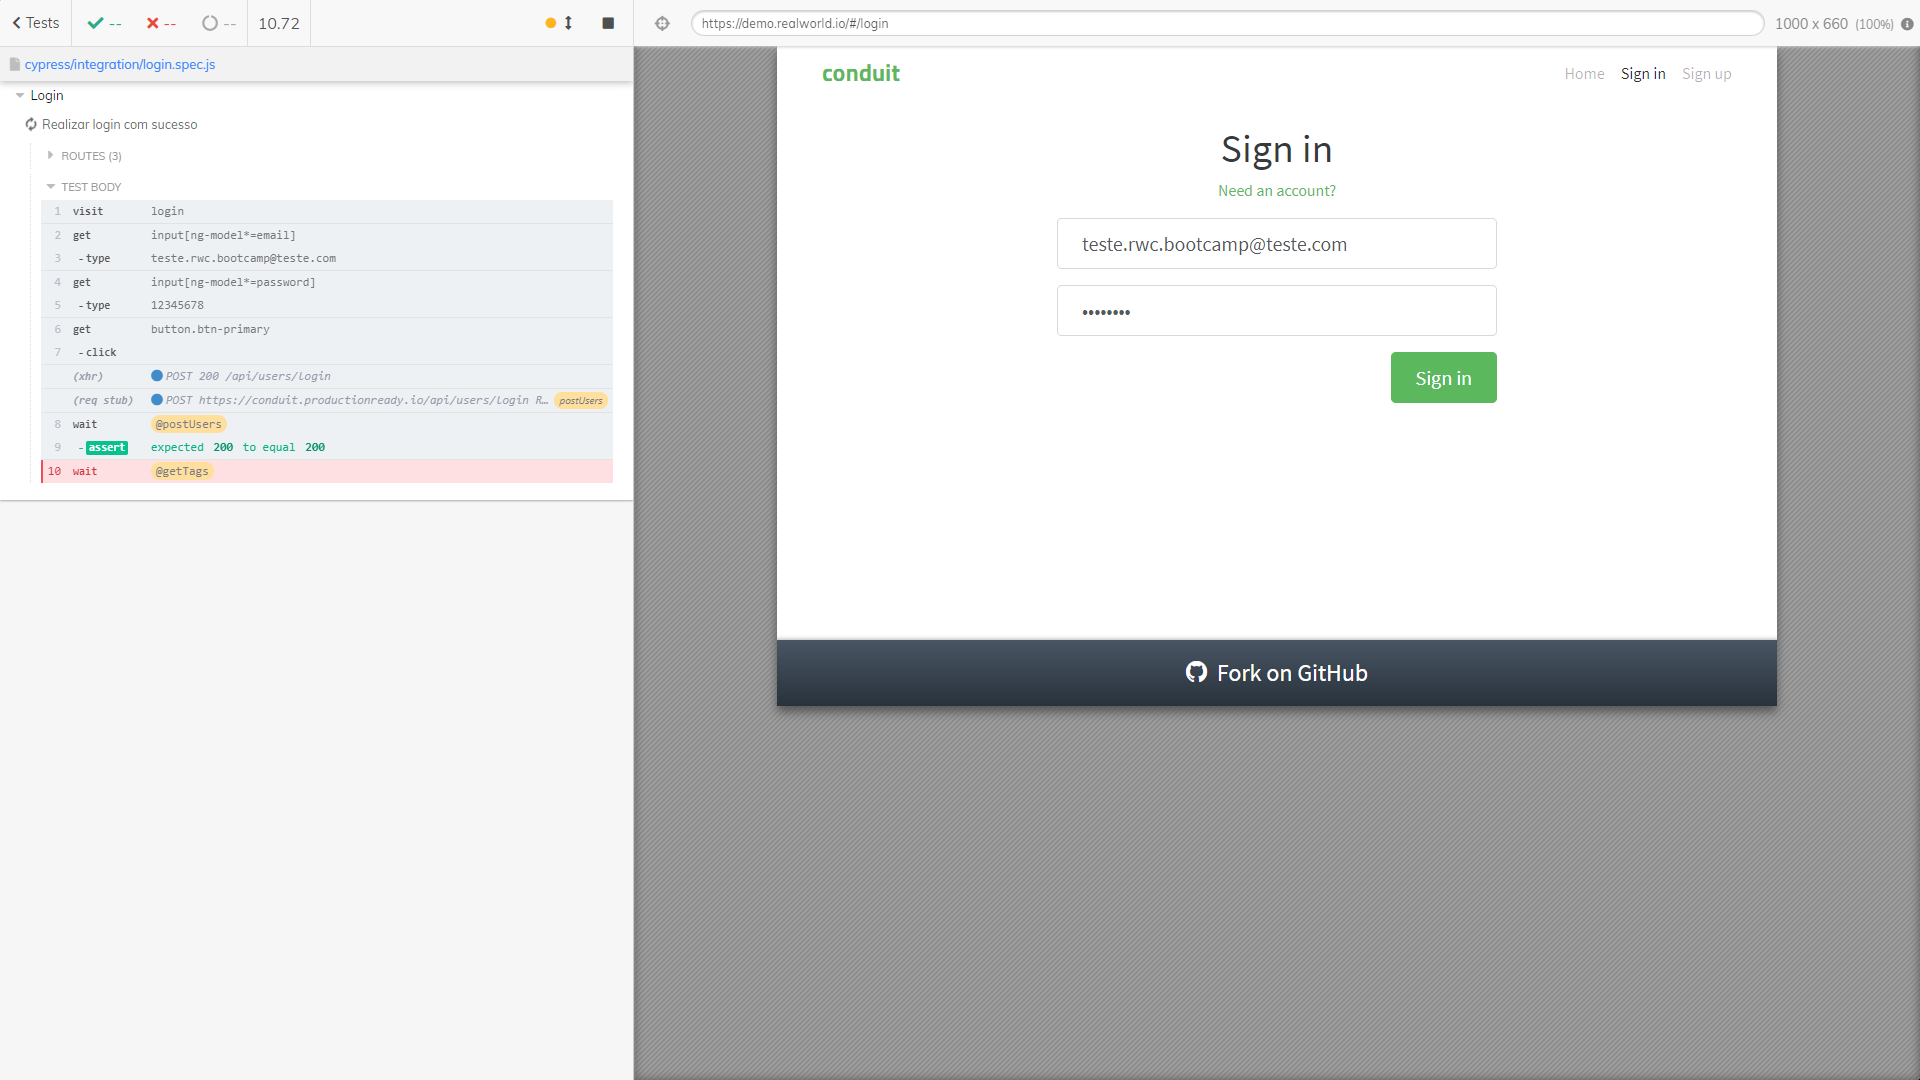 Tests -- -- -- 10.72
cypress/integration/login.spec.js
Login
Realizar login com sucesso
ROUTES (3)
TEST BODY
1 visit login
2 get input[ng-model*=email]
3 -type teste.rwc.bootcamp@teste.com
4 get input[ng-model*=password]
5 -type 12345678
6 get button.btn-primary
7 -click
(xhr) POST 200 /api/users/login
(req stub) POST https://conduit.productionready.io/api/users/login R… postUsers
8 wait @postUsers
9 -assert expected 200 to equal 200
10 wait @getTags
https://demo.realworld.io/#/login 1000 x 660 (100%)
conduit Home Sign in Sign up
Sign in
Need an account?
teste.rwc.bootcamp@teste.com
••••••••
Sign in
Fork on GitHub